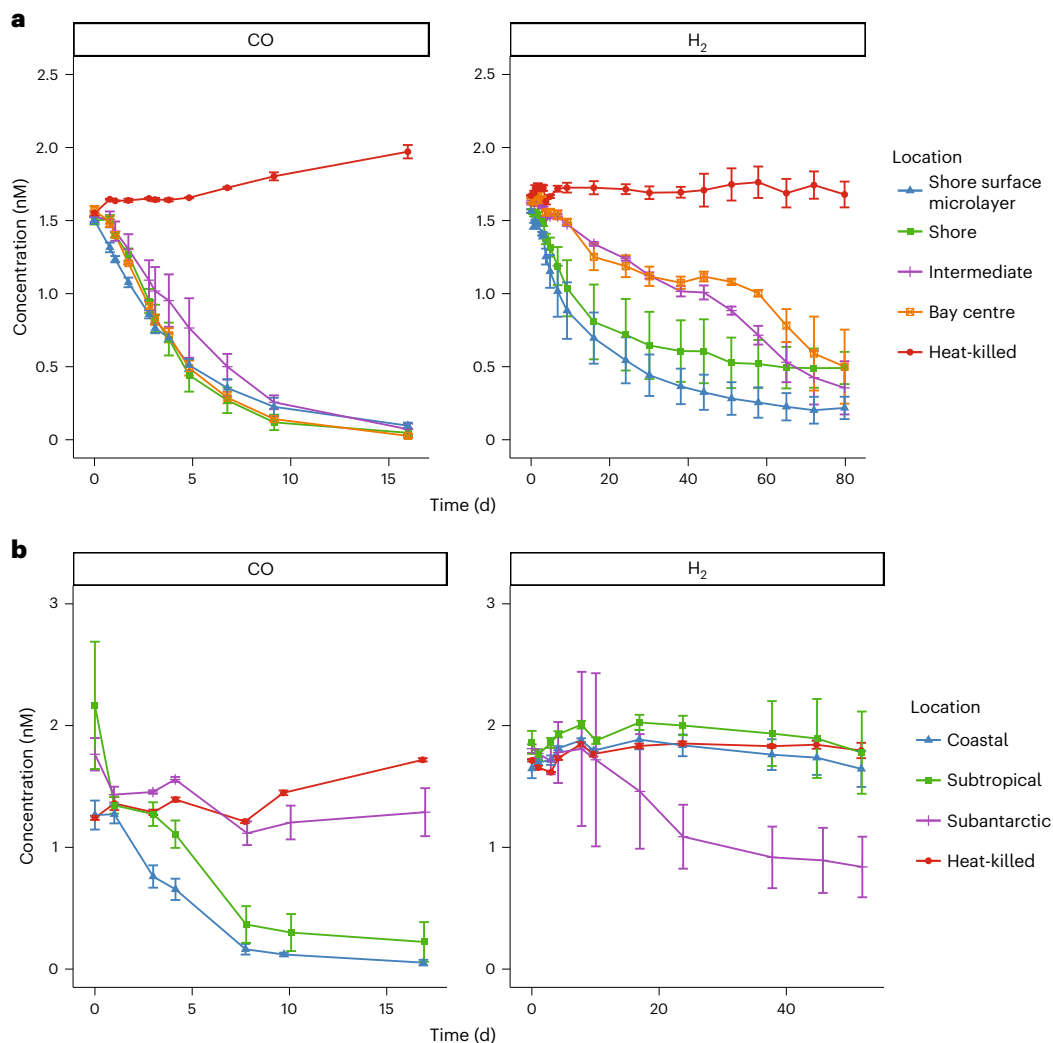 a
CO
H2
2.5
2.0
1.5
1.0
0.5
0
Concentration (nM)
0
5
10
15
2.5
2.0
1.5
1.0
0.5
0
0
20
40
60
80
Time (d)
Location
Shore surface
microlayer
Shore
Intermediate
Bay centre
Heat-killed
b
CO
H2
3
2
1
0
Concentration (nM)
0
5
10
15
3
2
1
0
0
20
40
Time (d)
Location
Coastal
Subtropical
Subantarctic
Heat-killed